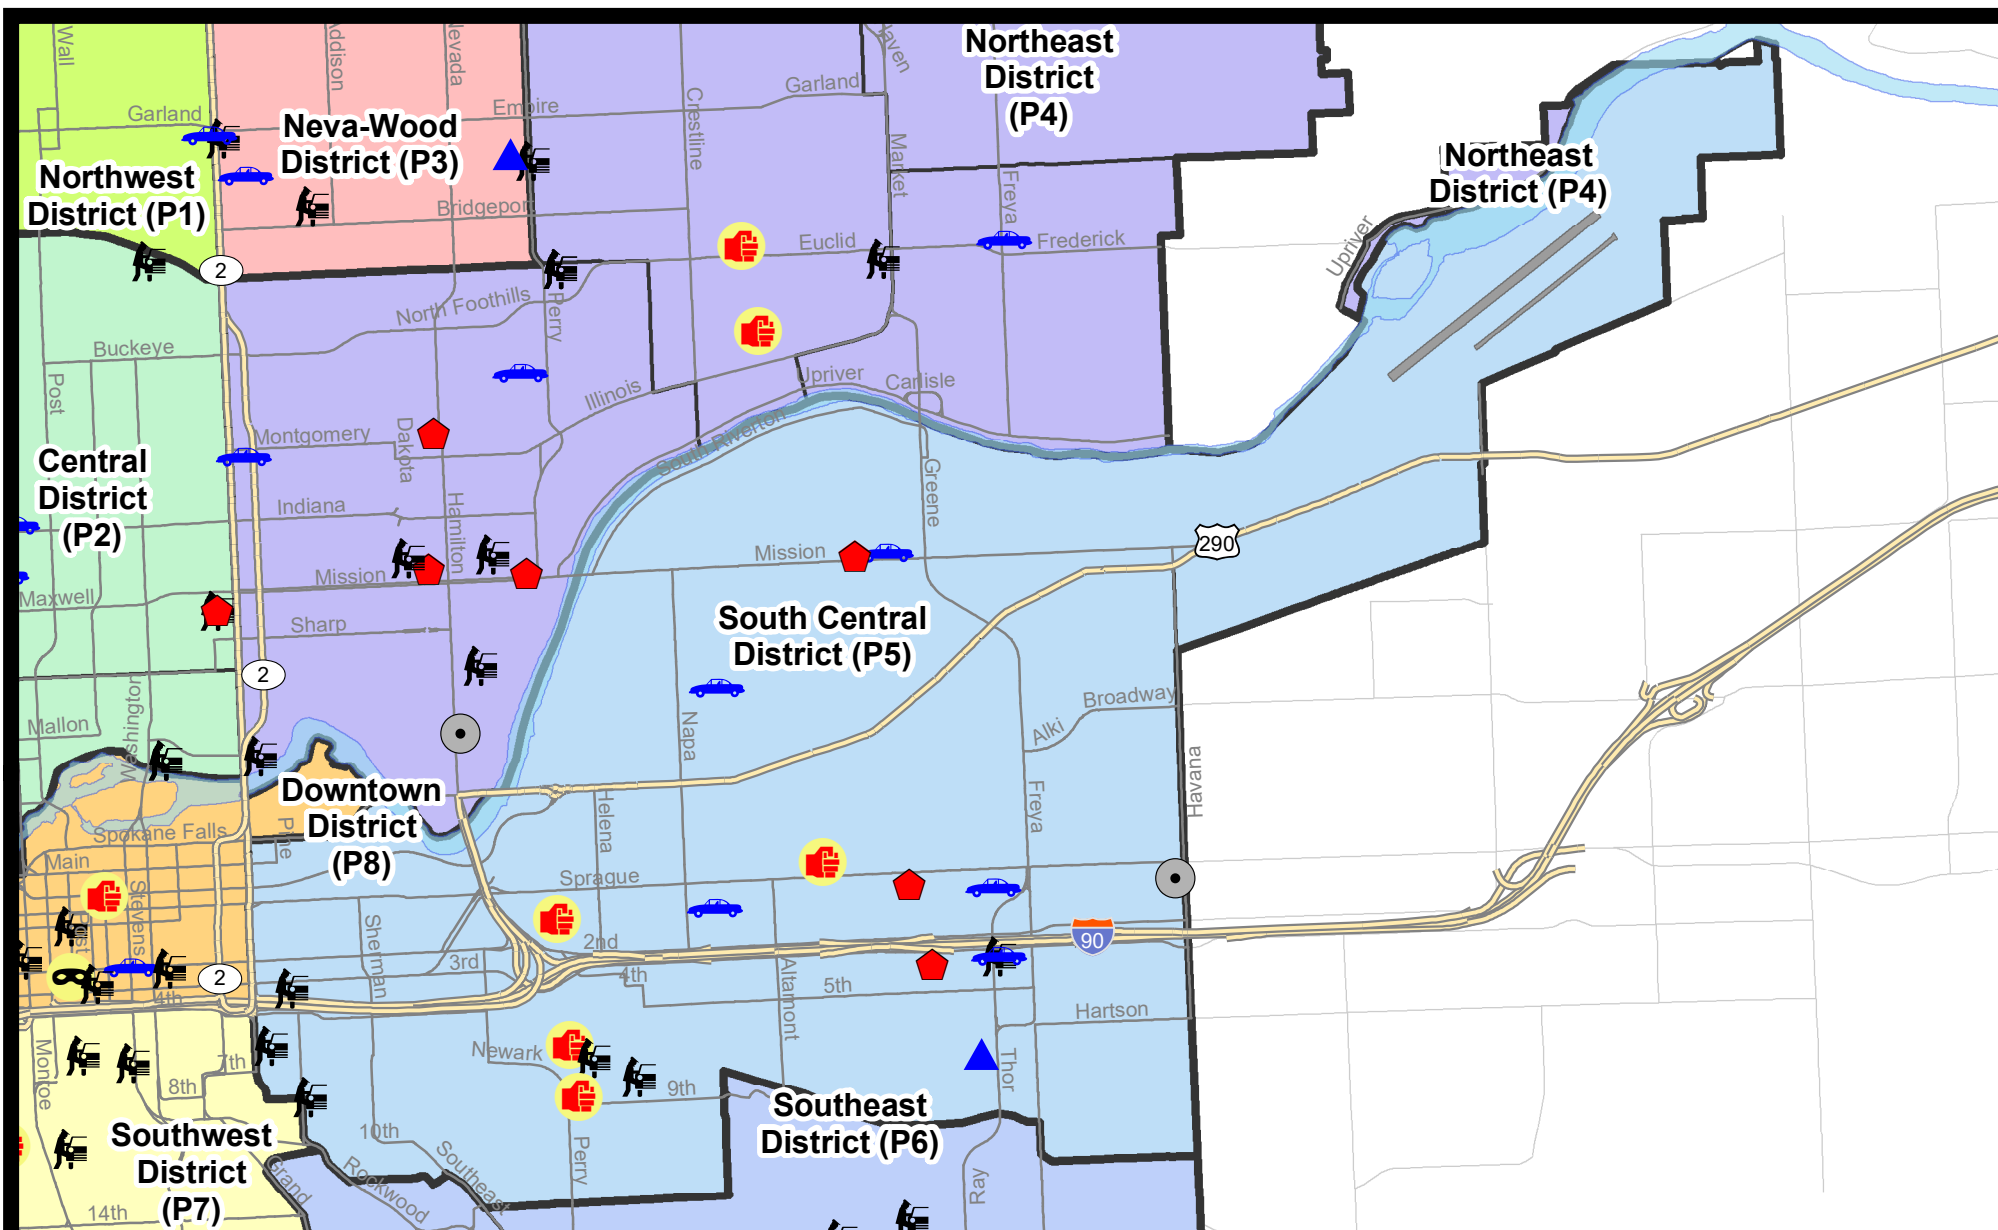 Wall
Addison
Nevada
Haven
Northeast
District
(P4)
Garland
Garland
Empire
Crestline
Neva-Wood
District (P3)
Market
Northeast
District (P4)
Northwest
District (P1)
Freya
Bridgeport
Euclid
Frederick
Upriver
2
North Foothills
Perry
Buckeye
Post
Upriver
Carlisle
Illinois
Dakota
Montgomery
South Riverton
Central
District
(P2)
Greene
Indiana
Hamilton
290
Mission
Mission
Maxwell
Sharp
South Central
District (P5)
2
Washington
Mallon
Napa
Broadway
Alki
Havana
Downtown
District
(P8)
Helena
Freya
Spokane Falls
Pine
Main
Sprague
Stevens
Post
Sherman
2nd
90
3rd
4th
Altamont
5th
2
4th
Hartson
Monroe
Newark
Thor
7th
8th
9th
Southeast
District (P6)
Southwest
District
(P7)
10th
Southeast
Perry
Rockwood
Grand
Ray
14th